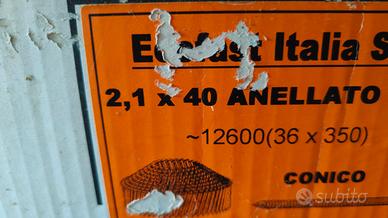 Italia S
2,1 x 40 ANELLATO
~12600(36 x 350)
CONICO
subito